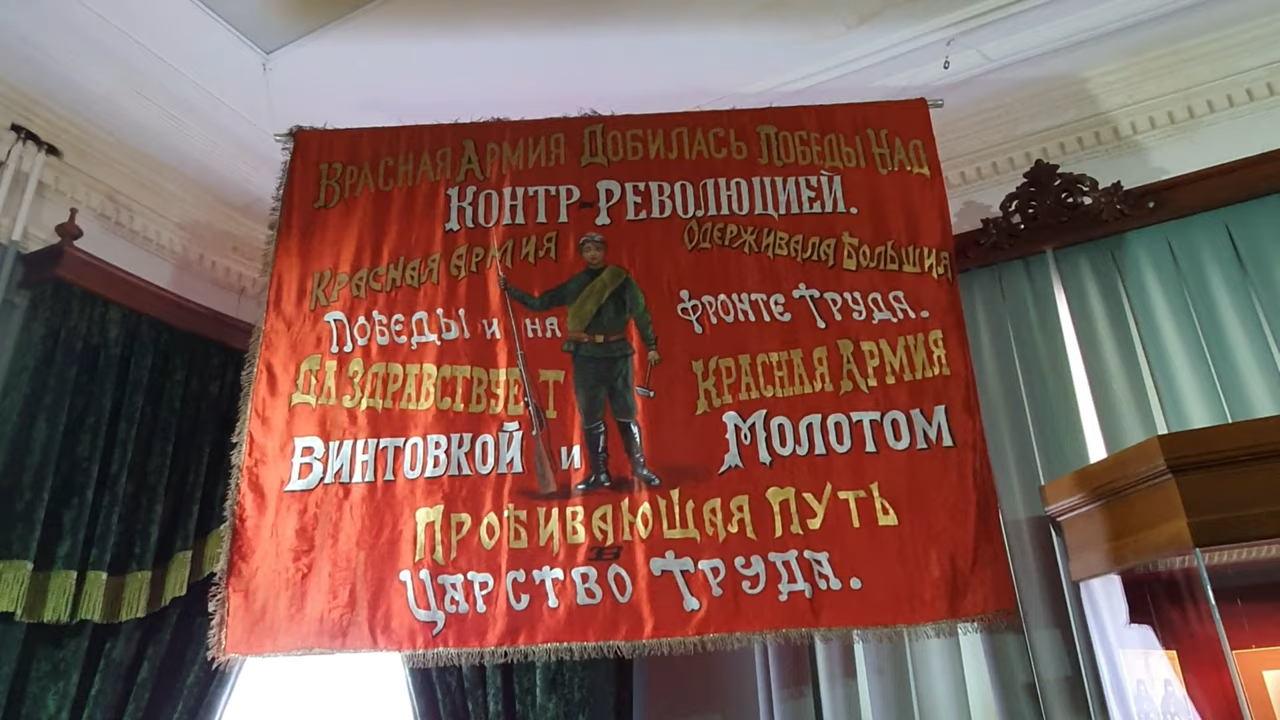 Красная Армия Добилась Победы Над
Контр-Революцией.
Красная Армия Одерживала Большия
Победы и на фронте Труда.
Да Здравствует Красная Армия
Винтовкой и Молотом
Пробивающая Путь
в
Царство Труда.